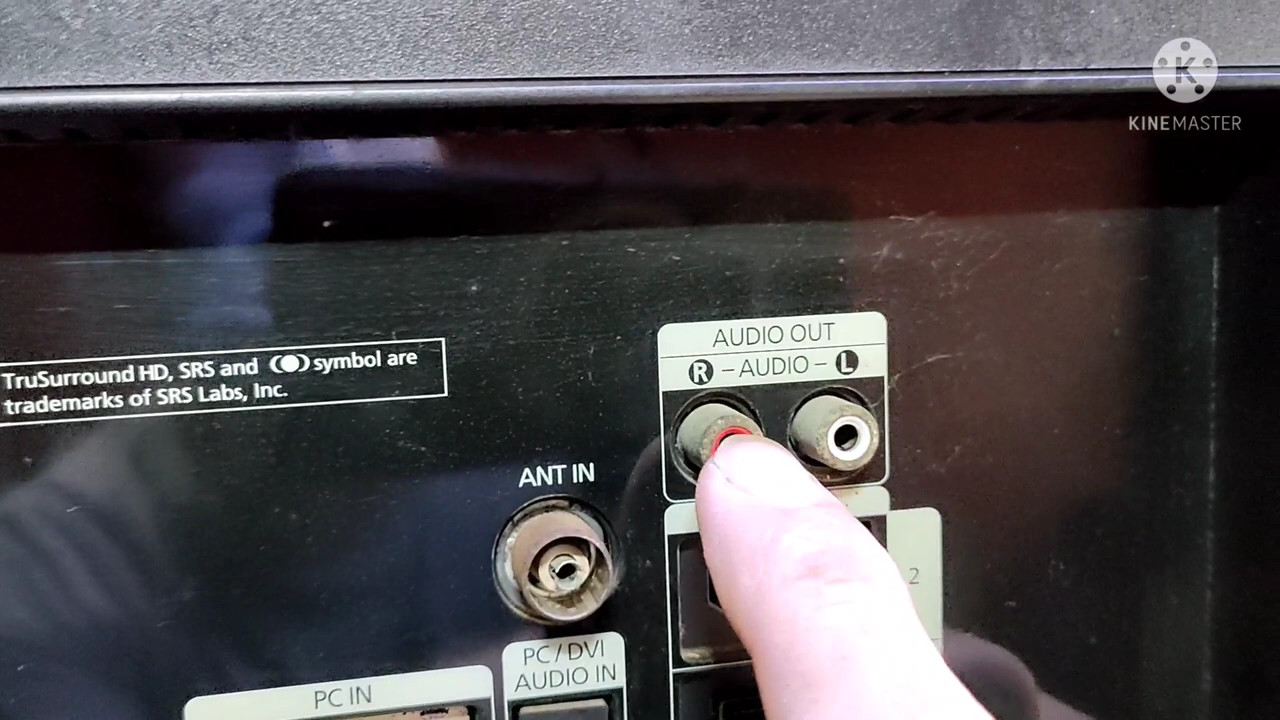 K
KINEMASTER
TruSurround HD, SRS and symbol are
trademarks of SRS Labs, Inc.
AUDIO OUT
R - AUDIO - L
ANT IN
2
PC/DVI
AUDIO IN
PC IN